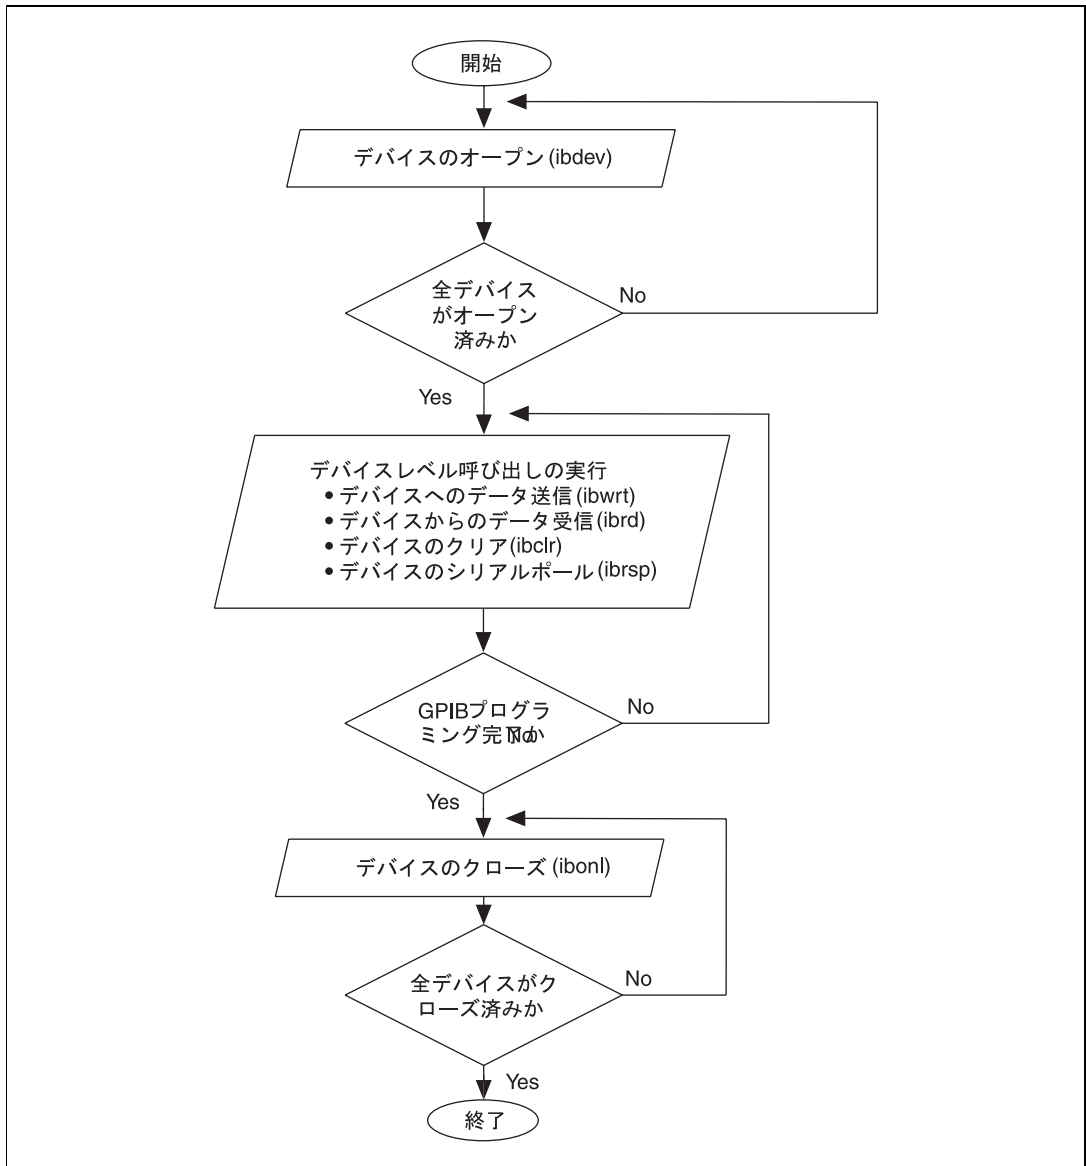 開始
デバイスのオープン(ibdev)
全デバイス
がオープン
済みか
No
Yes
デバイスレベル呼び出しの実行
• デバイスへのデータ送信(ibwrt)
• デバイスからのデータ受信(ibrd)
• デバイスのクリア(ibclr)
• デバイスのシリアルポール(ibrsp)
GPIBプログラ
ミング完 か
No
Yes
デバイスのクローズ(ibonl)
全デバイスがク
ローズ済みか
No
Yes
終了